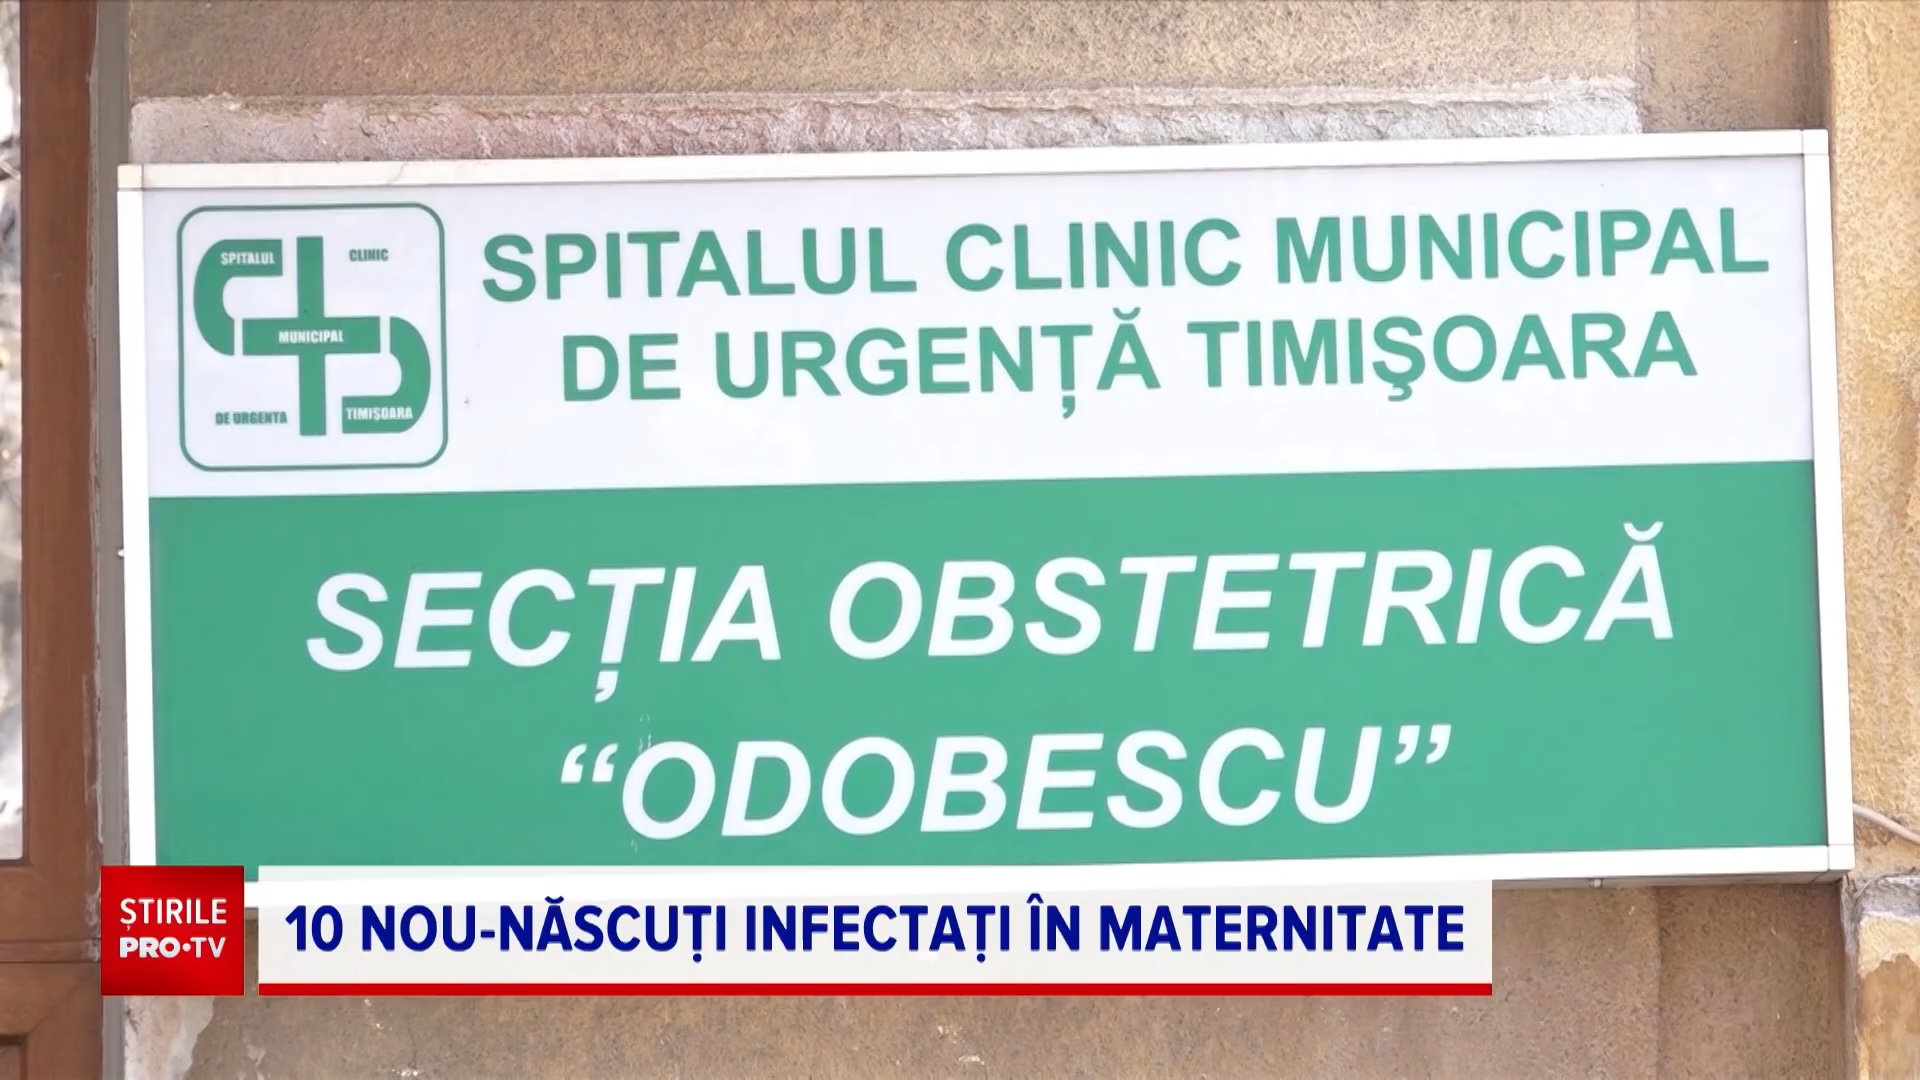 SPITALUL CLINIC
MUNICIPAL
DE URGENTA TIMIȘOARA
SPITALUL CLINIC MUNICIPAL
DE URGENȚĂ TIMIŞOARA
SECȚIA OBSTETRICĂ
“ODOBESCU”
ȘTIRILE
PRO•TV
10 NOU-NĂSCUȚI INFECTAȚI ÎN MATERNITATE